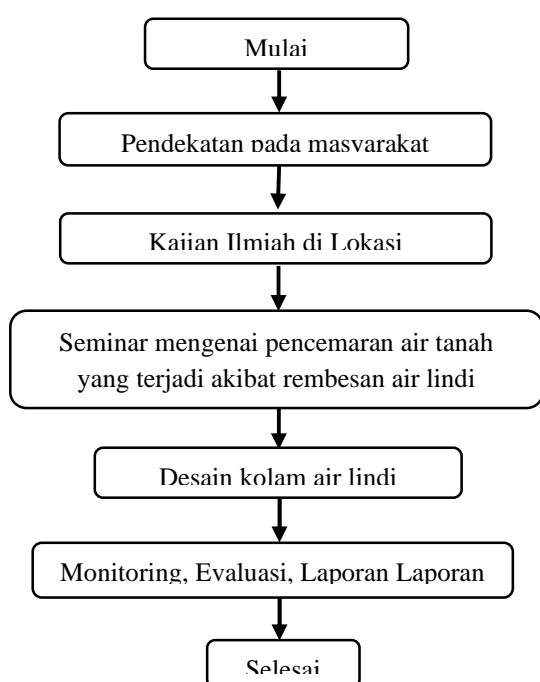 Mulai
Pendekatan pada masyarakat
Kajian Ilmiah di Lokasi
Seminar mengenai pencemaran air tanah
yang terjadi akibat rembesan air lindi
Desain kolam air lindi
Monitoring, Evaluasi, Laporan Laporan
Selesai